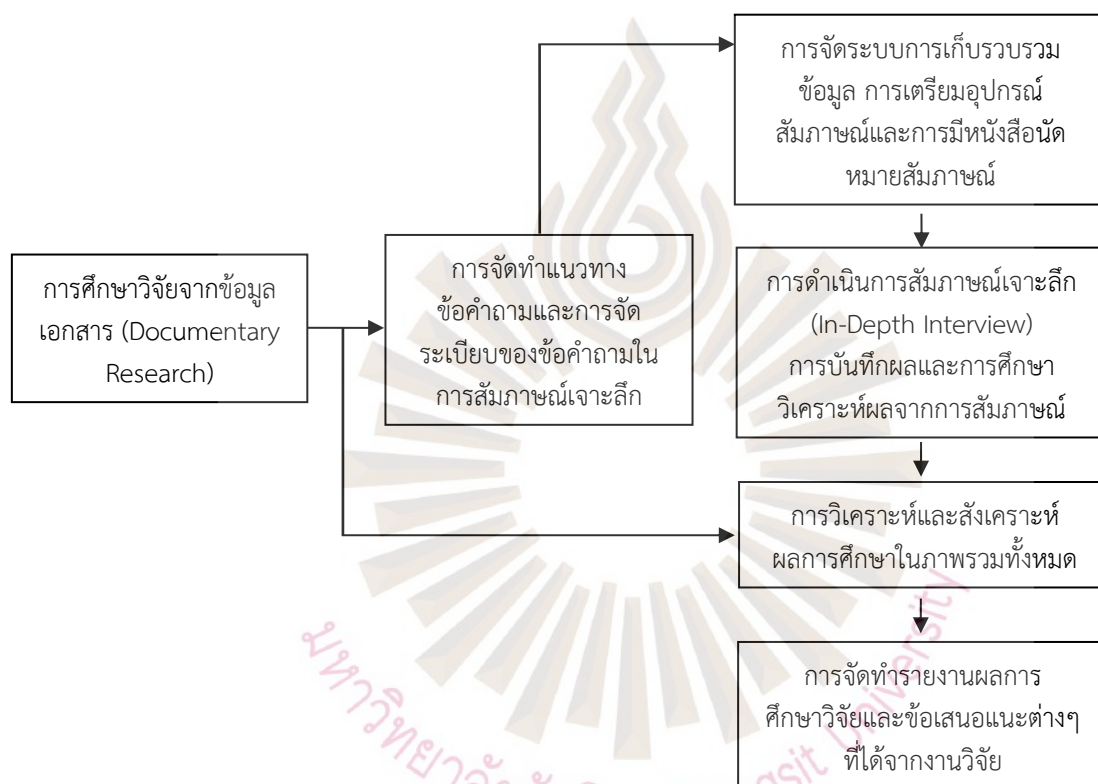 การศึกษาวิจัยจากข้อมูล
เอกสาร (Documentary
Research)
การจัดทำแนวทาง
ข้อคำถามและการจัด
ระเบียบของข้อคำถามใน
การสัมภาษณ์เจาะลึก
การจัดระบบการเก็บรวบรวม
ข้อมูล การเตรียมอุปกรณ์
สัมภาษณ์และการมีหนังสือนัด
หมายสัมภาษณ์
การดำเนินการสัมภาษณ์เจาะลึก
(In-Depth Interview)
การบันทึกผลและการศึกษา
วิเคราะห์ผลจากการสัมภาษณ์
การวิเคราะห์และสังเคราะห์
ผลการศึกษาในภาพรวมทั้งหมด
การจัดทำรายงานผลการ
ศึกษาวิจัยและข้อเสนอแนะต่างๆ
ที่ได้จากงานวิจัย
มหาวิทยาลัย
University